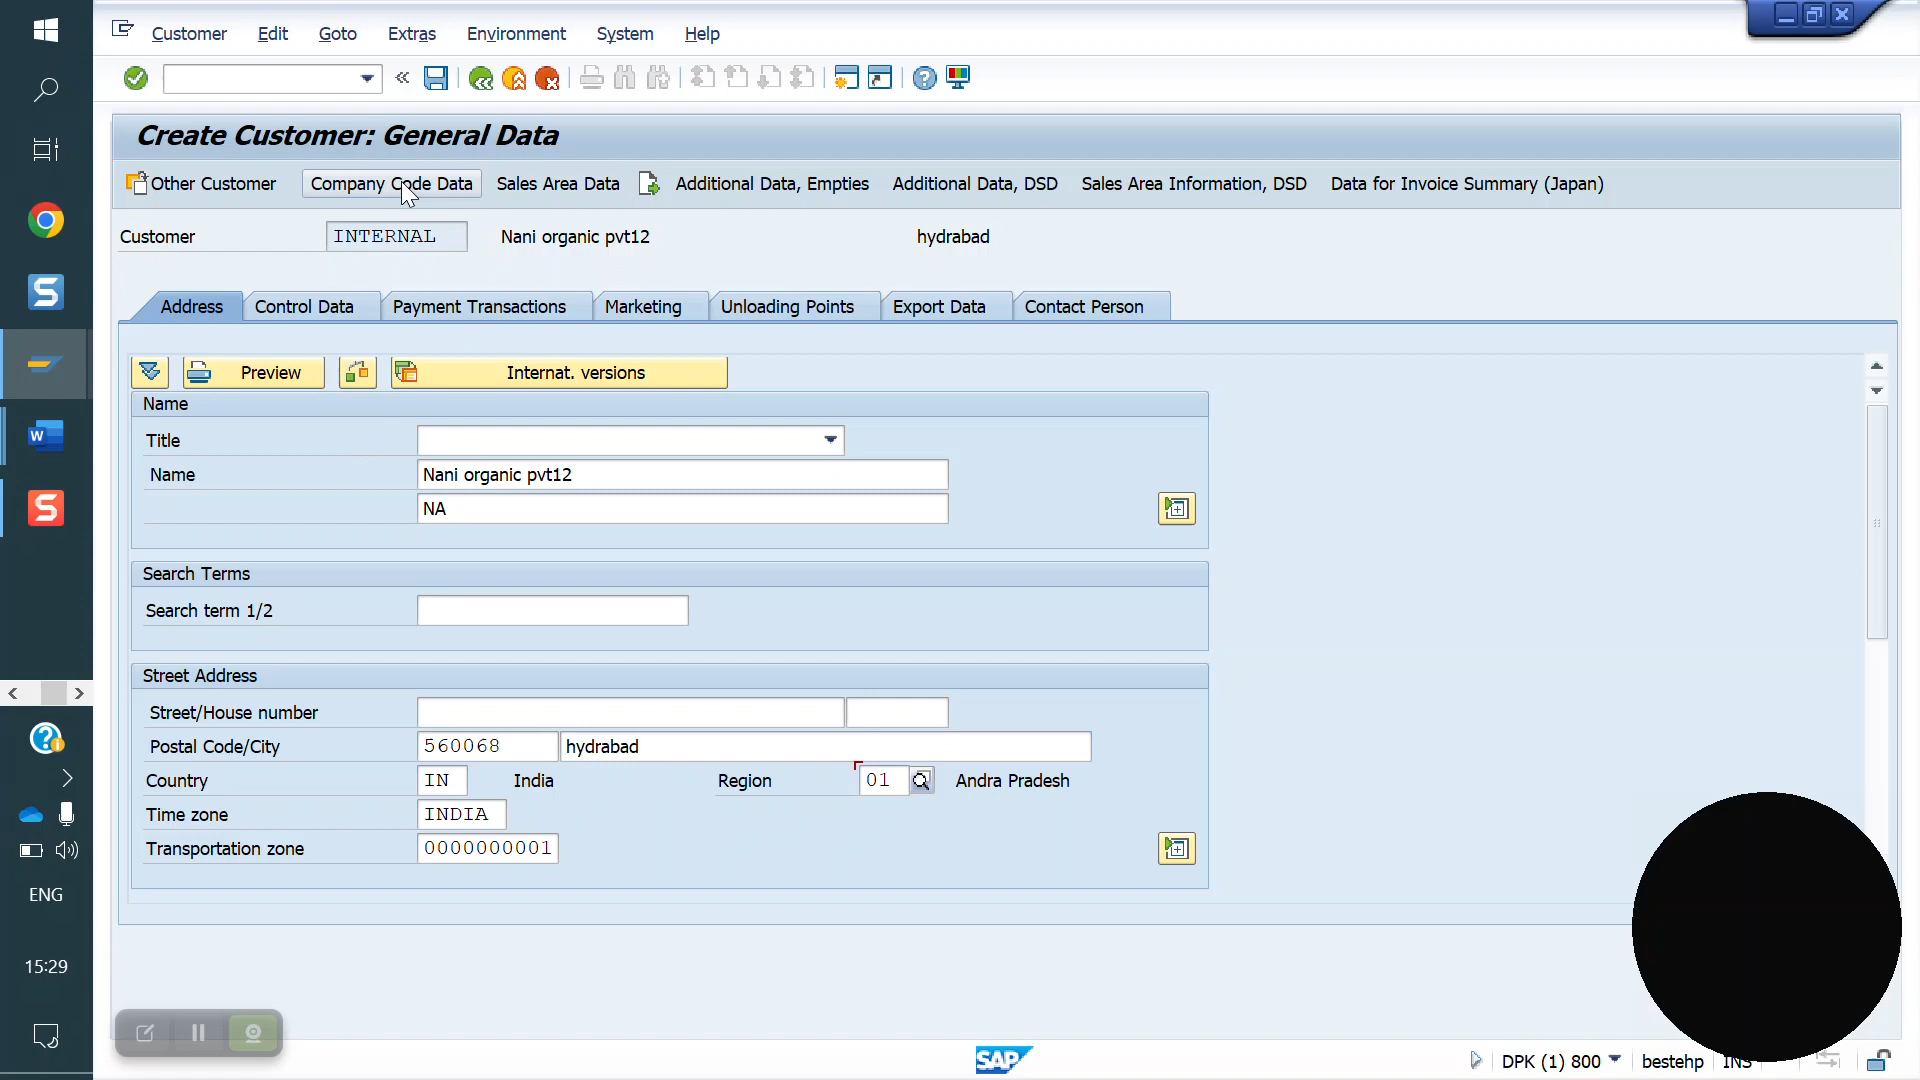 Customer Edit Goto Extras Environment System Help
Create Customer: General Data
Other Customer Company Code Data Sales Area Data Additional Data, Empties Additional Data, DSD Sales Area Information, DSD Data for Invoice Summary (Japan)
Customer INTERNAL Nani organic pvt12 hydrabad
Address Control Data Payment Transactions Marketing Unloading Points Export Data Contact Person
Preview Internat. versions
Name
Title
Name Nani organic pvt12
NA
Search Terms
Search term 1/2
Street Address
Street/House number
Postal Code/City 560068 hydrabad
Country IN India Region 01 Andra Pradesh
Time zone INDIA
Transportation zone 0000000001
ENG
15:29
SAP
DPK (1) 800 bestehp INS